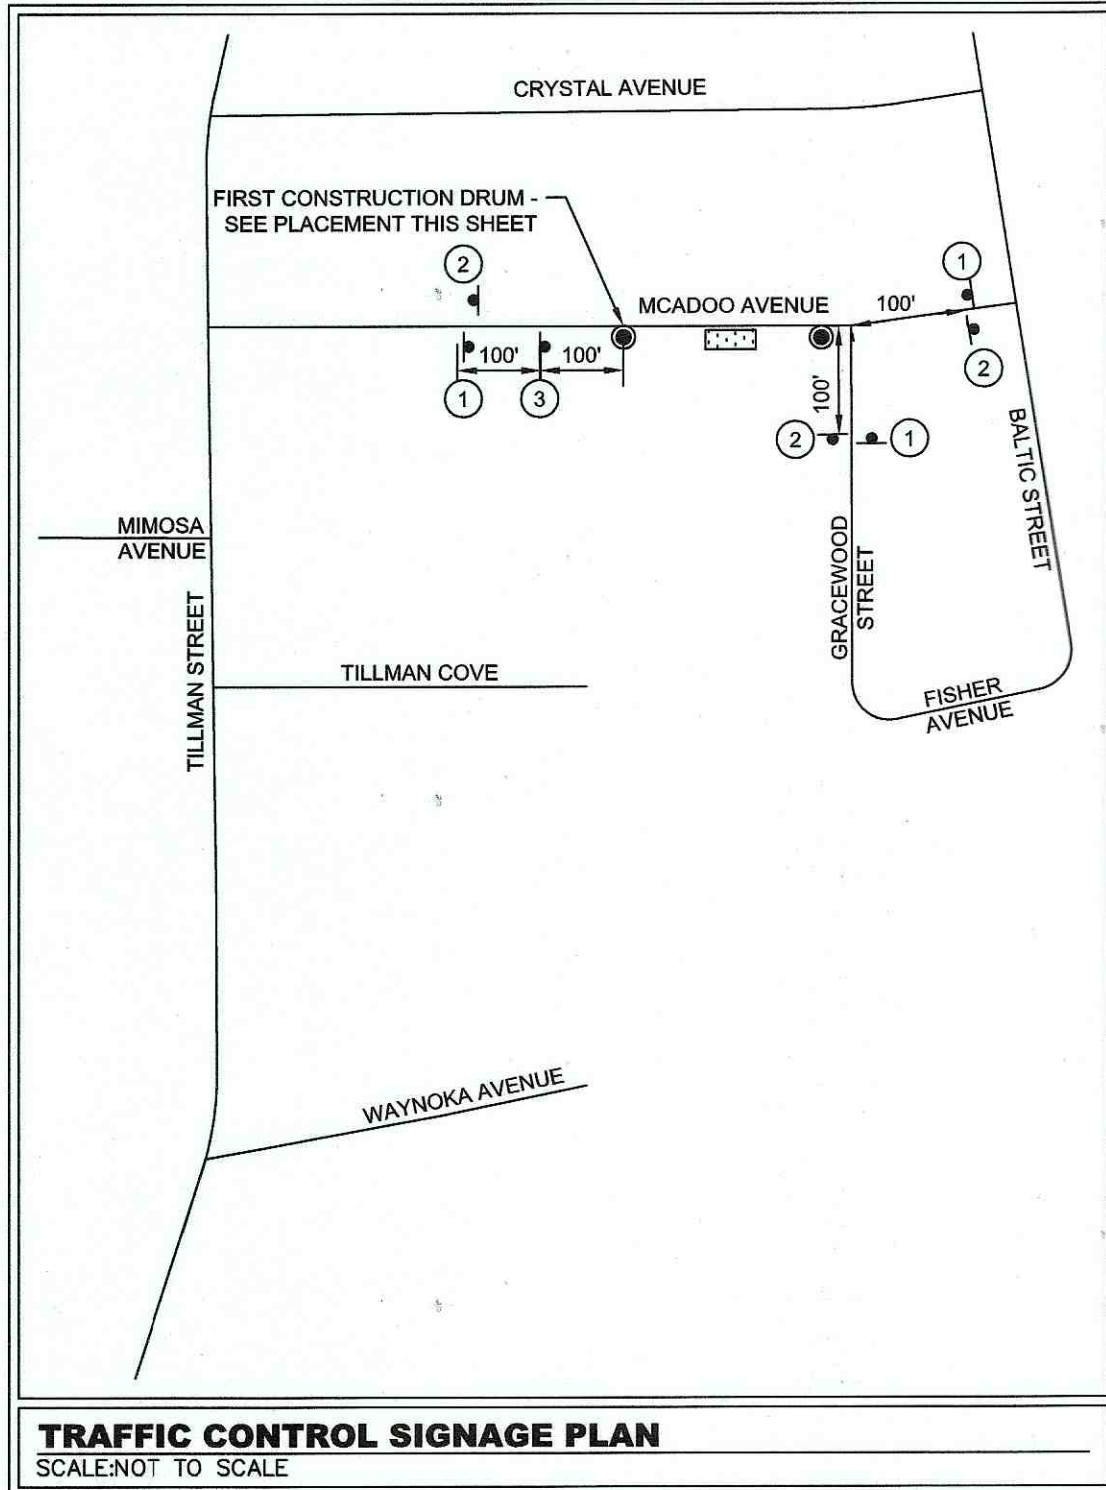 CRYSTAL AVENUE
FIRST CONSTRUCTION DRUM -
SEE PLACEMENT THIS SHEET
2
1
MCADOO AVENUE
100'
100'
100'
1
3
2
100'
2
1
BALTIC STREET
MIMOSA
AVENUE
GRACEWOOD
STREET
TILLMAN STREET
TILLMAN COVE
FISHER
AVENUE
WAYNOKA AVENUE
TRAFFIC CONTROL SIGNAGE PLAN
SCALE:NOT TO SCALE